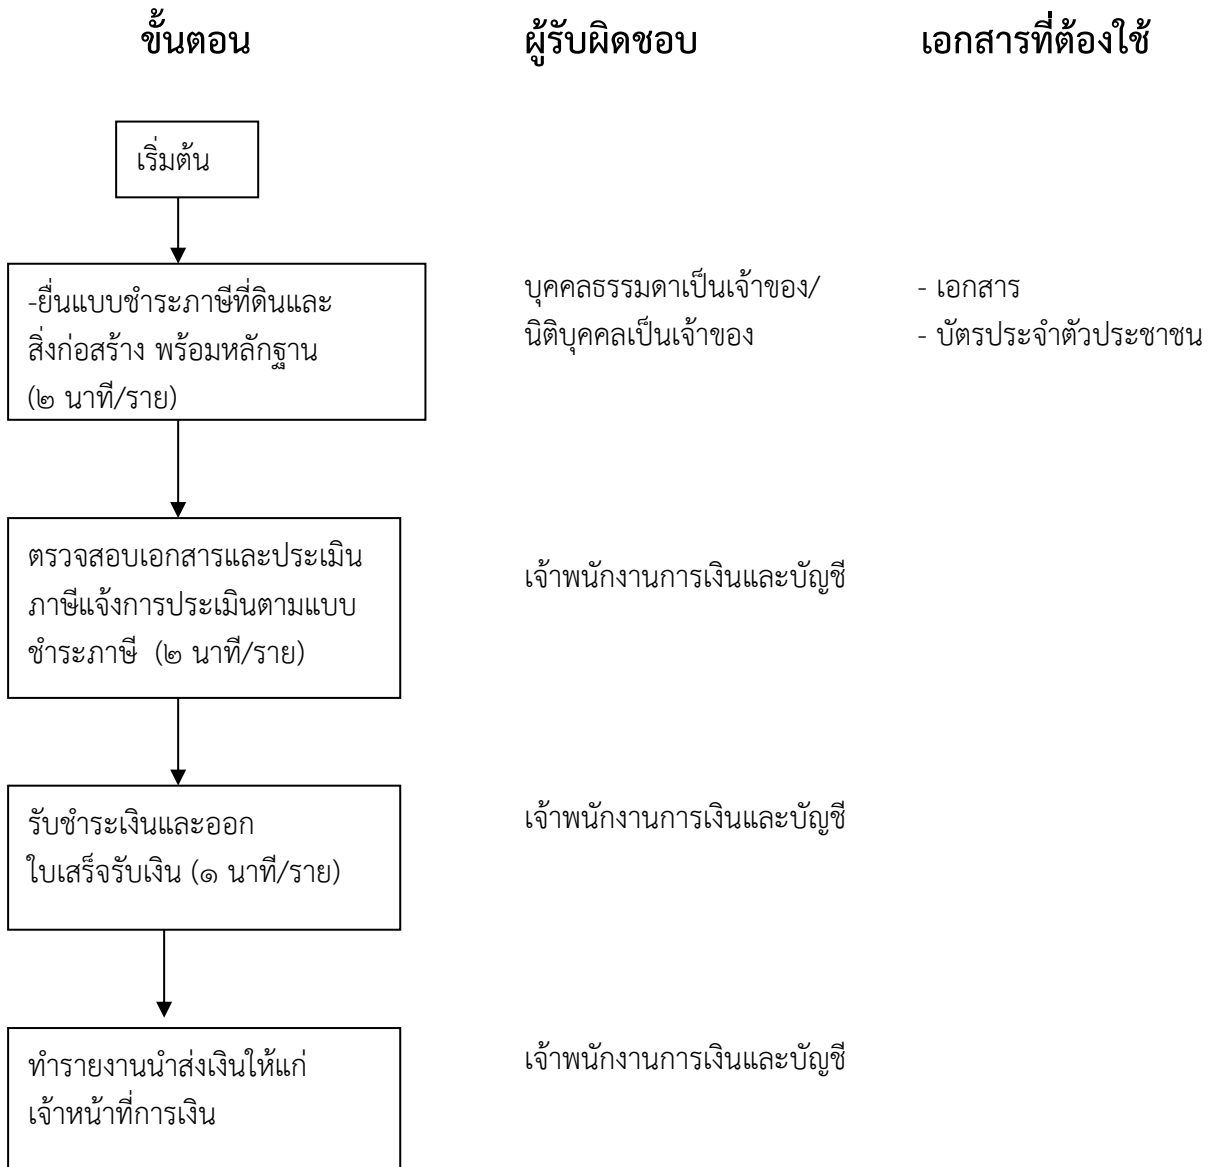 ขั้นตอน ผู้รับผิดชอบ เอกสารที่ต้องใช้
เริ่มต้น
-ยื่นแบบชำระภาษีที่ดินและ
สิ่งก่อสร้าง พร้อมหลักฐาน
(๒ นาที/ราย)
บุคคลธรรมดาเป็นเจ้าของ/
นิติบุคคลเป็นเจ้าของ
- เอกสาร
- บัตรประจำตัวประชาชน
ตรวจสอบเอกสารและประเมิน
ภาษีแจ้งการประเมินตามแบบ
ชำระภาษี (๒ นาที/ราย)
เจ้าพนักงานการเงินและบัญชี
รับชำระเงินและออก
ใบเสร็จรับเงิน (๑ นาที/ราย)
เจ้าพนักงานการเงินและบัญชี
ทำรายงานนำส่งเงินให้แก่
เจ้าหน้าที่การเงิน
เจ้าพนักงานการเงินและบัญชี